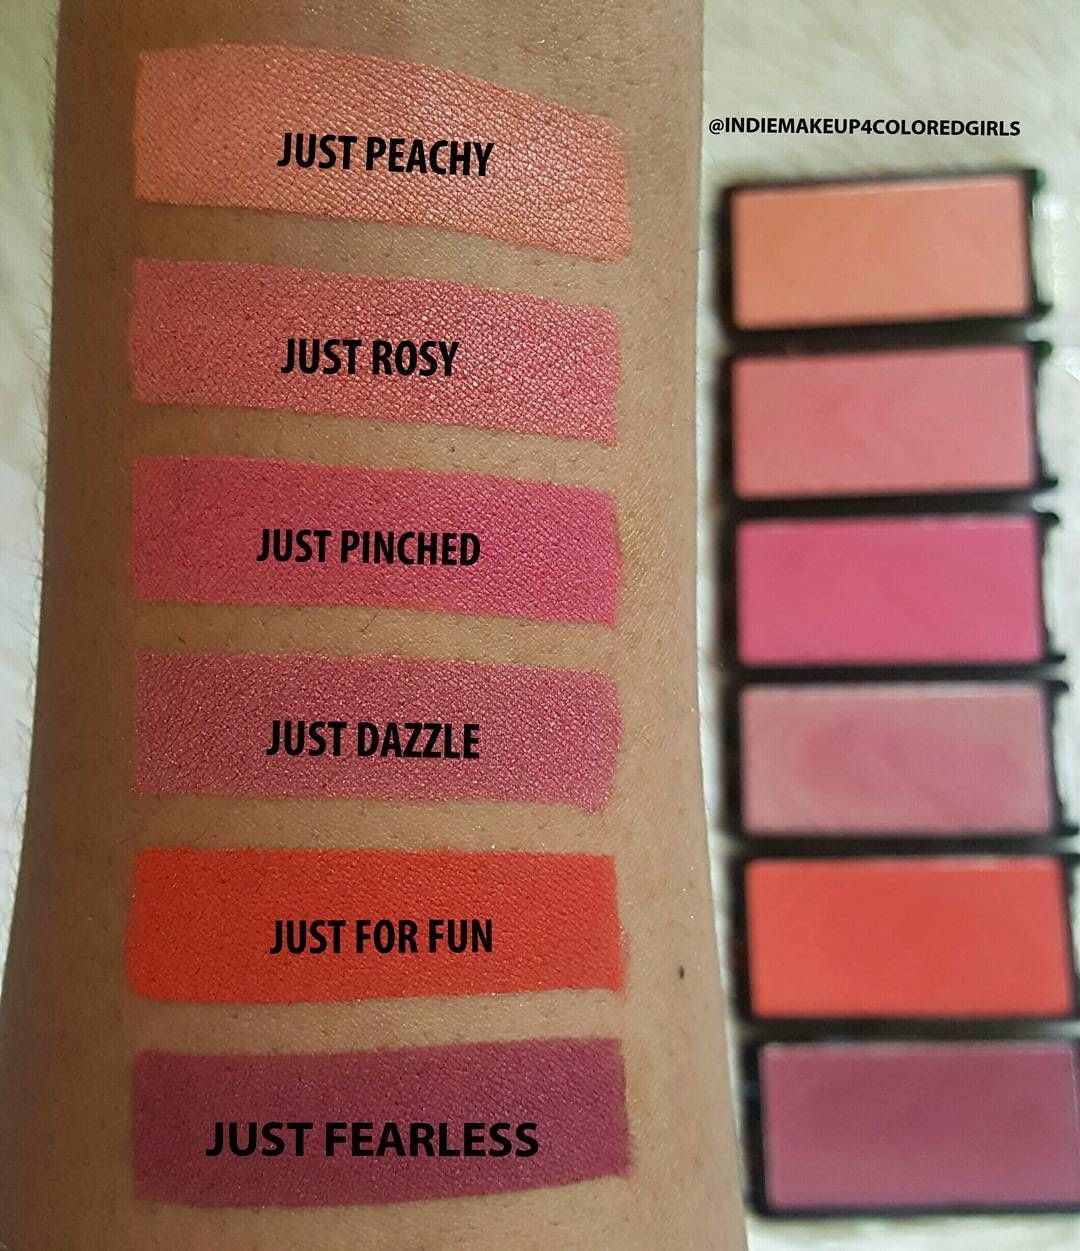 JUST PEACHY
@INDIEMAKEUP4COLOREDGIRLS
JUST ROSY
JUST PINCHED
JUST DAZZLE
JUST FOR FUN
JUST FEARLESS